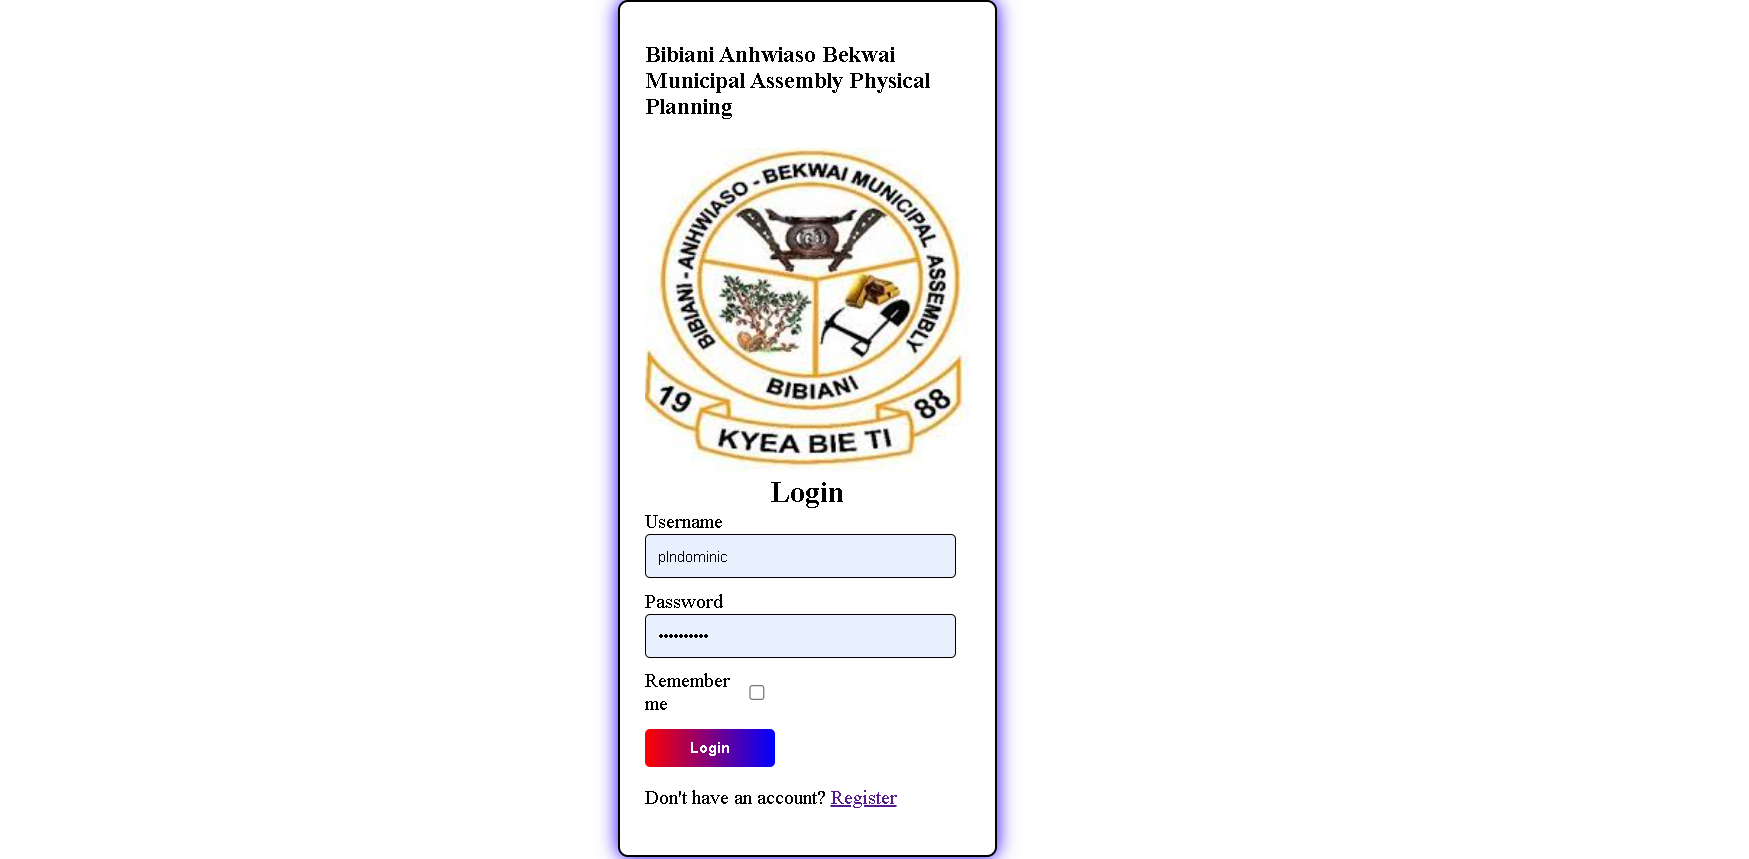 Bibiani Anhwiaso Bekwai
Municipal Assembly Physical
Planning
BIBIANI - ANHWIASO - BEKWAI MUNICIPAL ASSEMBLY
BIBIANI
19 88
KYEA BIE TI
Login
Username
plndominic
Password
••••••••••
Remember
me
Login
Don't have an account? Register